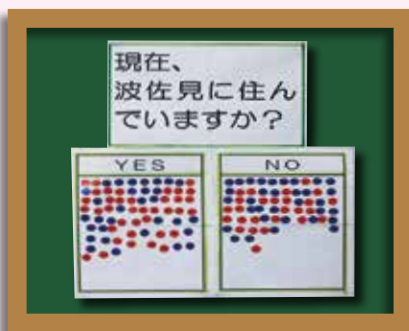 現在、
波佐見に住ん
でいますか？
YES
NO